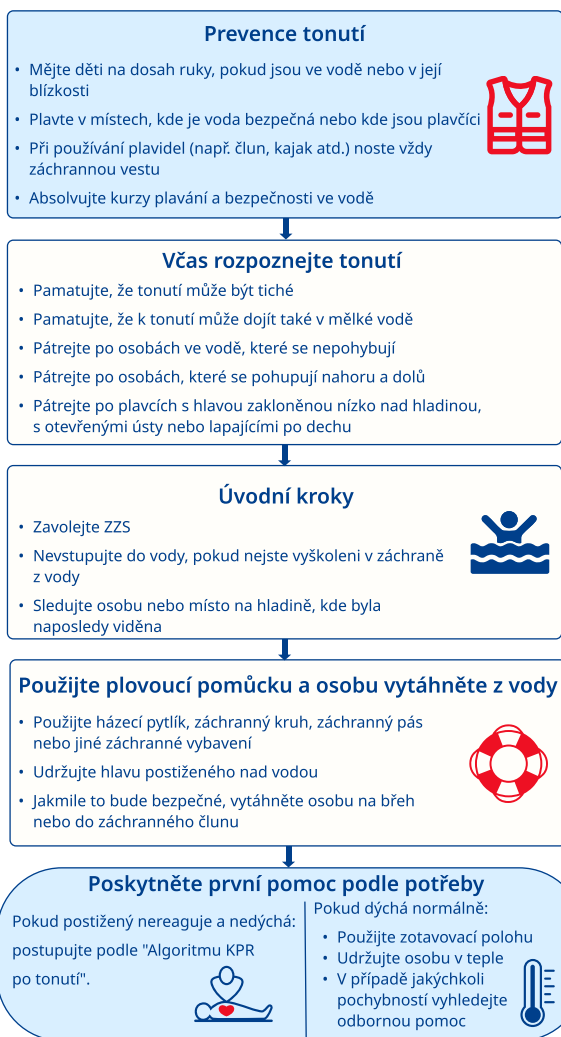 Prevence tonutí
• Mějte děti na dosah ruky, pokud jsou ve vodě nebo v její
blízkosti
• Plavte v místech, kde je voda bezpečná nebo kde jsou plavčíci
• Při používání plavidel (např. člun, kajak atd.) noste vždy
záchrannou vestu
• Absolvujte kurzy plavání a bezpečnosti ve vodě
Včas rozpoznejte tonutí
• Pamatujte, že tonutí může být tiché
• Pamatujte, že k tonutí může dojít také v mělké vodě
• Pátrejte po osobách ve vodě, které se nepohybují
• Pátrejte po osobách, které se pohupují nahoru a dolů
• Pátrejte po plavcích s hlavou zakloněnou nízko nad hladinou,
s otevřenými ústy nebo lapajícími po dechu
Úvodní kroky
• Zavolejte ZZS
• Nevstupujte do vody, pokud nejste vyškoleni v záchraně
z vody
• Sledujte osobu nebo místo na hladině, kde byla
naposledy viděna
Použijte plovoucí pomůcku a osobu vytáhněte z vody
• Použijte házecí pytlík, záchranný kruh, záchranný pás
nebo jiné záchranné vybavení
• Udržujte hlavu postiženého nad vodou
• Jakmile to bude bezpečné, vytáhněte osobu na břeh
nebo do záchranného člunu
Poskytněte první pomoc podle potřeby
Pokud postižený nereaguje a nedýchá:
postupujte podle "Algoritmu KPR
po tonutí".
Pokud dýchá normálně:
• Použijte zotavovací polohu
• Udržujte osobu v teple
• V případě jakýchkoli
pochybností vyhledejte
odbornou pomoc